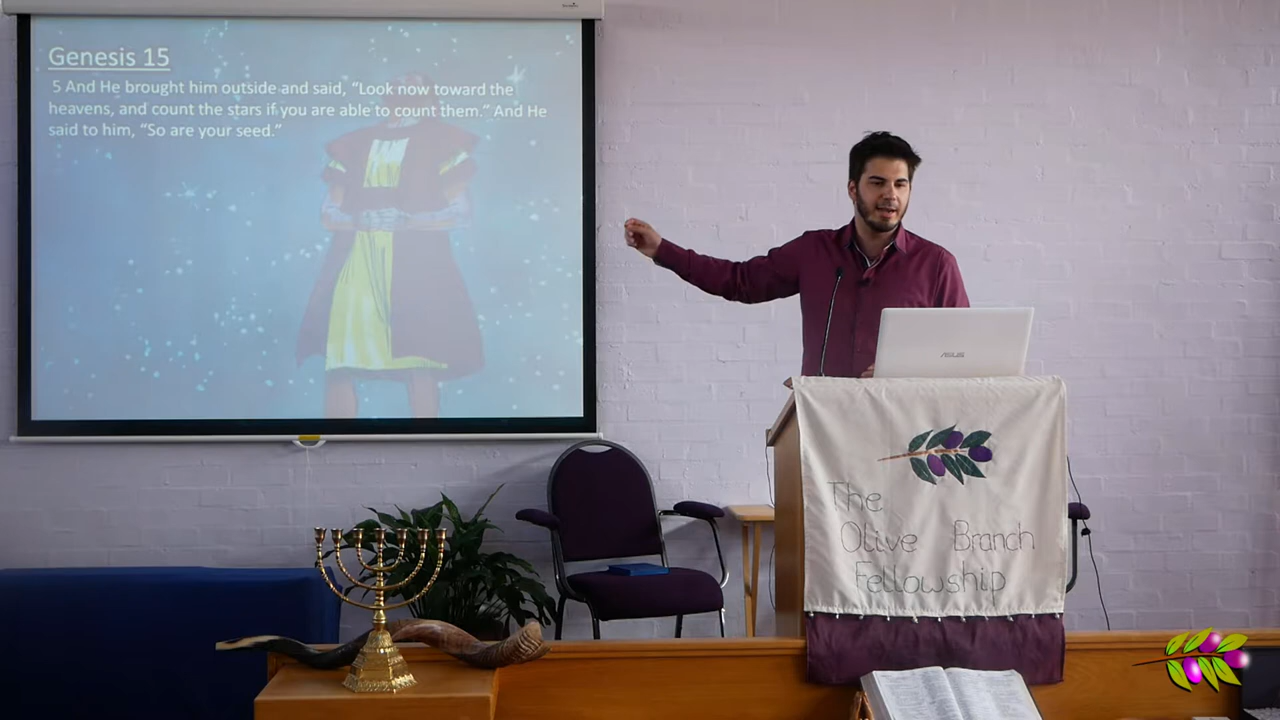 Genesis 15
5 And He brought him outside and said, “Look now toward the
heavens, and count the stars if you are able to count them.” And He
said to him, “So are your seed.”
ASUS
The
Olive Branch
Fellowship